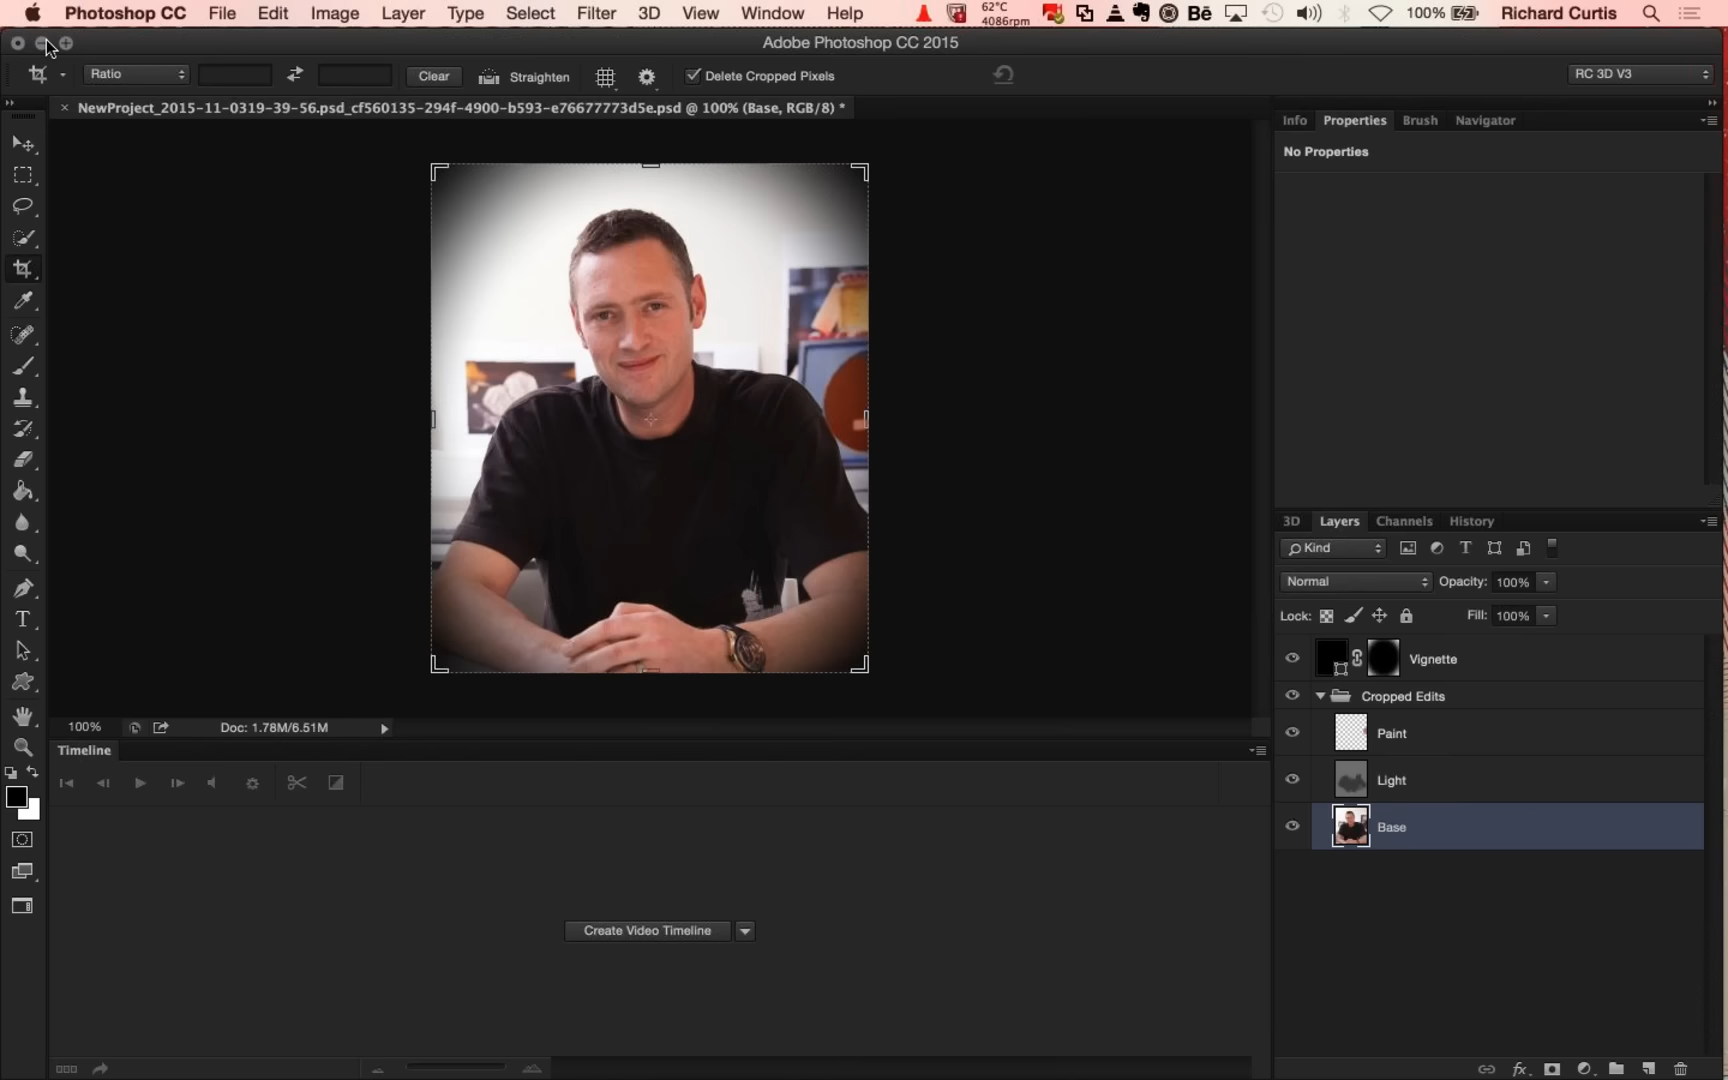 Photoshop CC File Edit Image Layer Type Select Filter 3D View Window Help 62°C 4086rpm Bē 100% Richard Curtis
Adobe Photoshop CC 2015
Ratio Clear Straighten Delete Cropped Pixels RC 3D V3
× NewProject_2015-11-0319-39-56.psd_cf560135-294f-4900-b593-e76677773d5e.psd @ 100% (Base, RGB/8) *
Info Properties Brush Navigator
No Properties
3D Layers Channels History
Kind T
Normal Opacity: 100%
Lock: Fill: 100%
Vignette
Cropped Edits
Paint
Light
Base
100% Doc: 1.78M/6.51M
Timeline
Create Video Timeline
fx